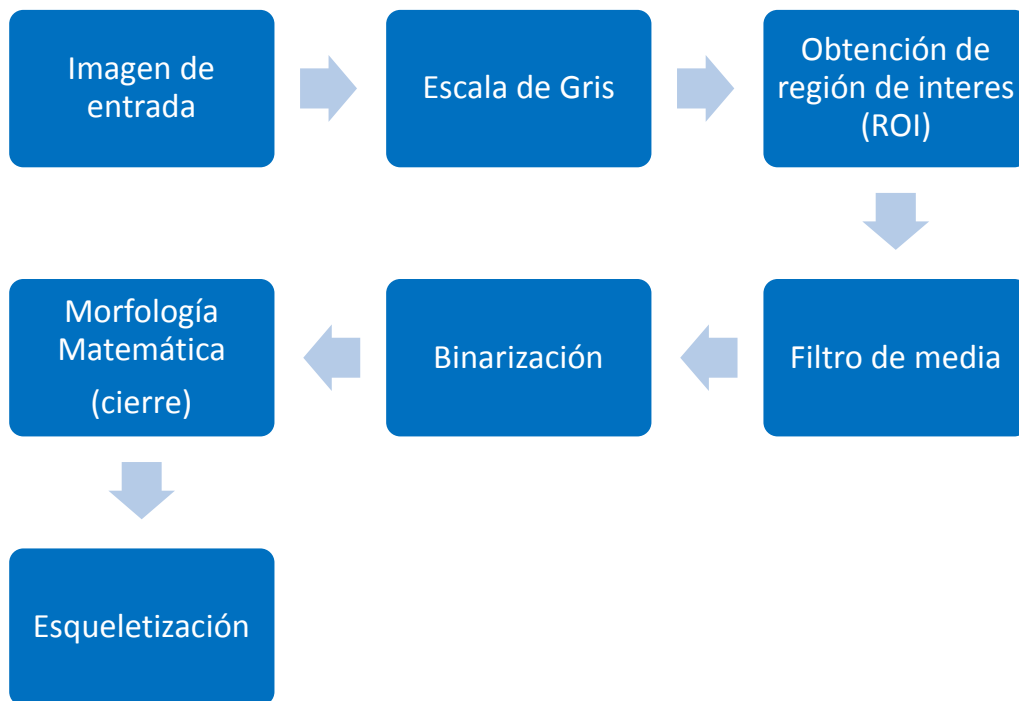 Imagen de
entrada
Escala de Gris
Obtención de
región de interes
(ROI)
Filtro de media
Binarización
Morfología
Matemática
(cierre)
Esqueletización